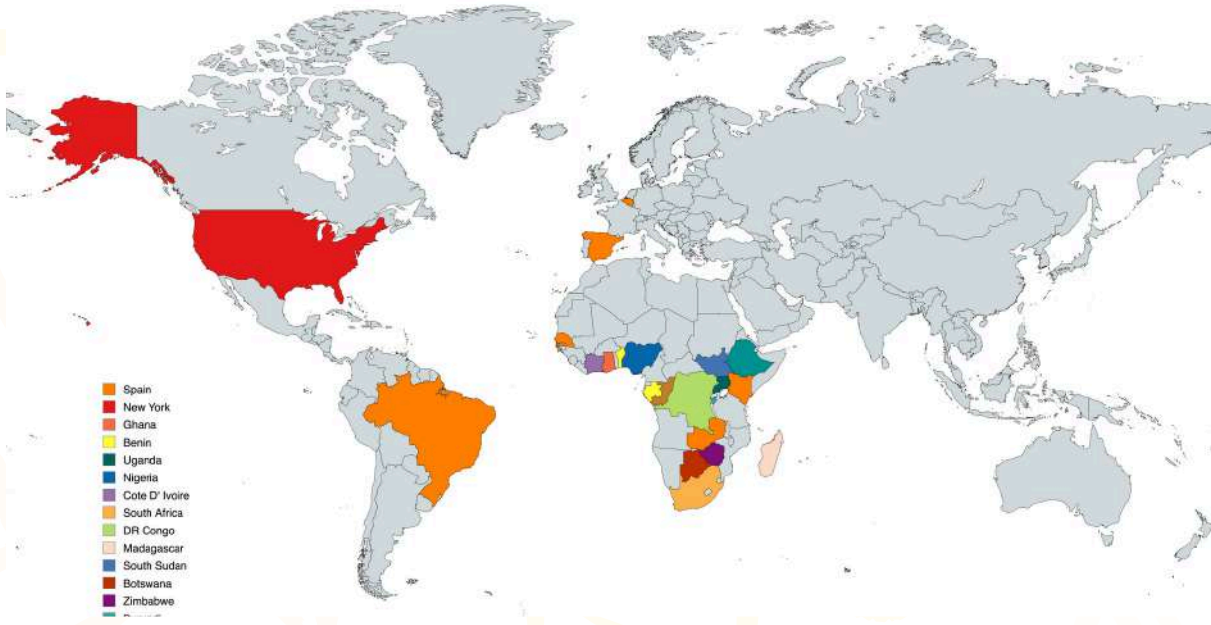 Spain
New York
Ghana
Benin
Uganda
Nigeria
Cote D' Ivoire
South Africa
DR Congo
Madagascar
South Sudan
Botswana
Zimbabwe